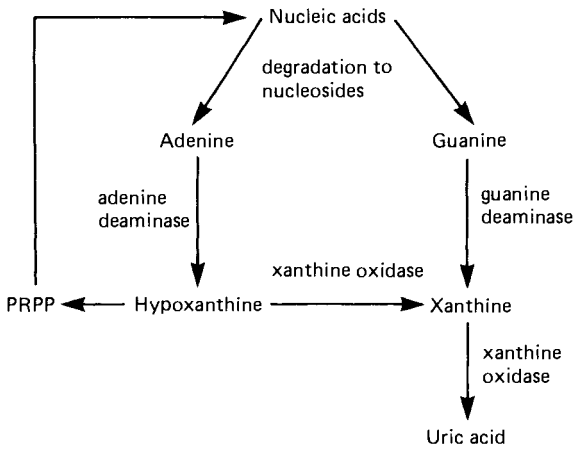 Nucleic acids
degradation to
nucleosides
Adenine
Guanine
adenine
deaminase
guanine
deaminase
xanthine oxidase
PRPP
Hypoxanthine
Xanthine
xanthine
oxidase
Uric acid